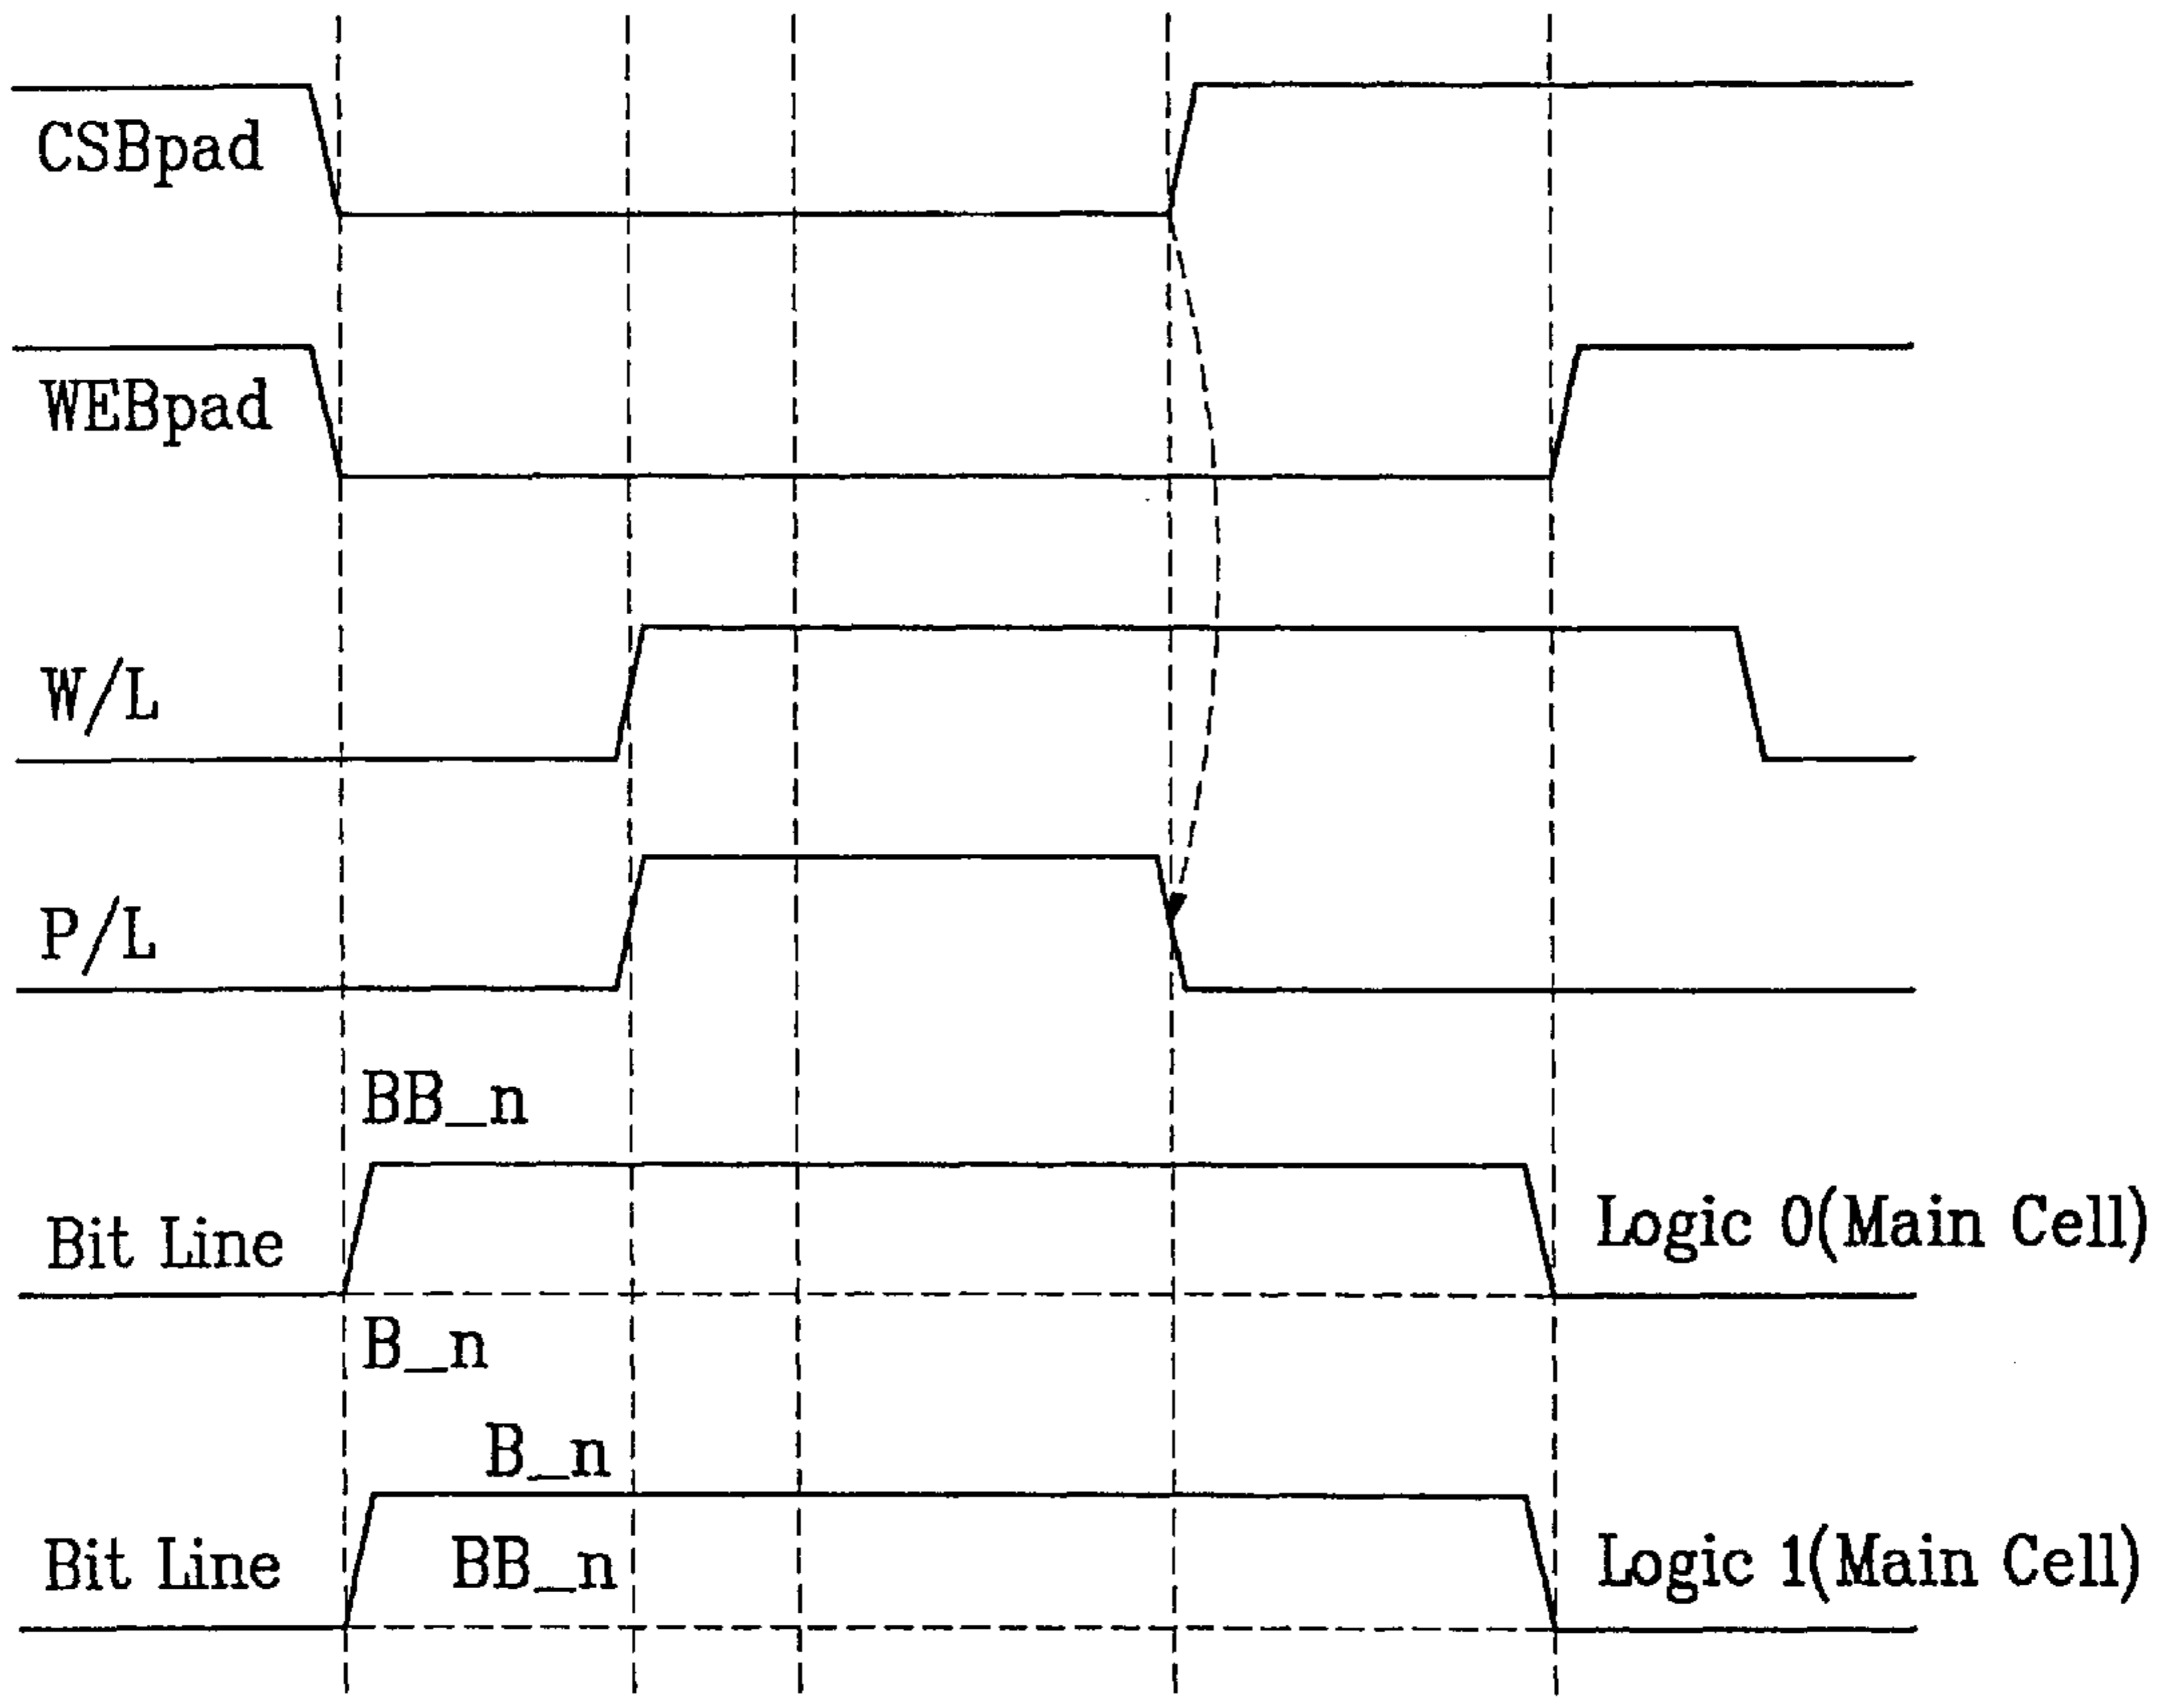 CSBpad
WEBpad
W/L
P/L
BB_n
Bit Line
Logic 0(Main Cell)
B_n
B_n
Bit Line
BB_n
Logic 1(Main Cell)